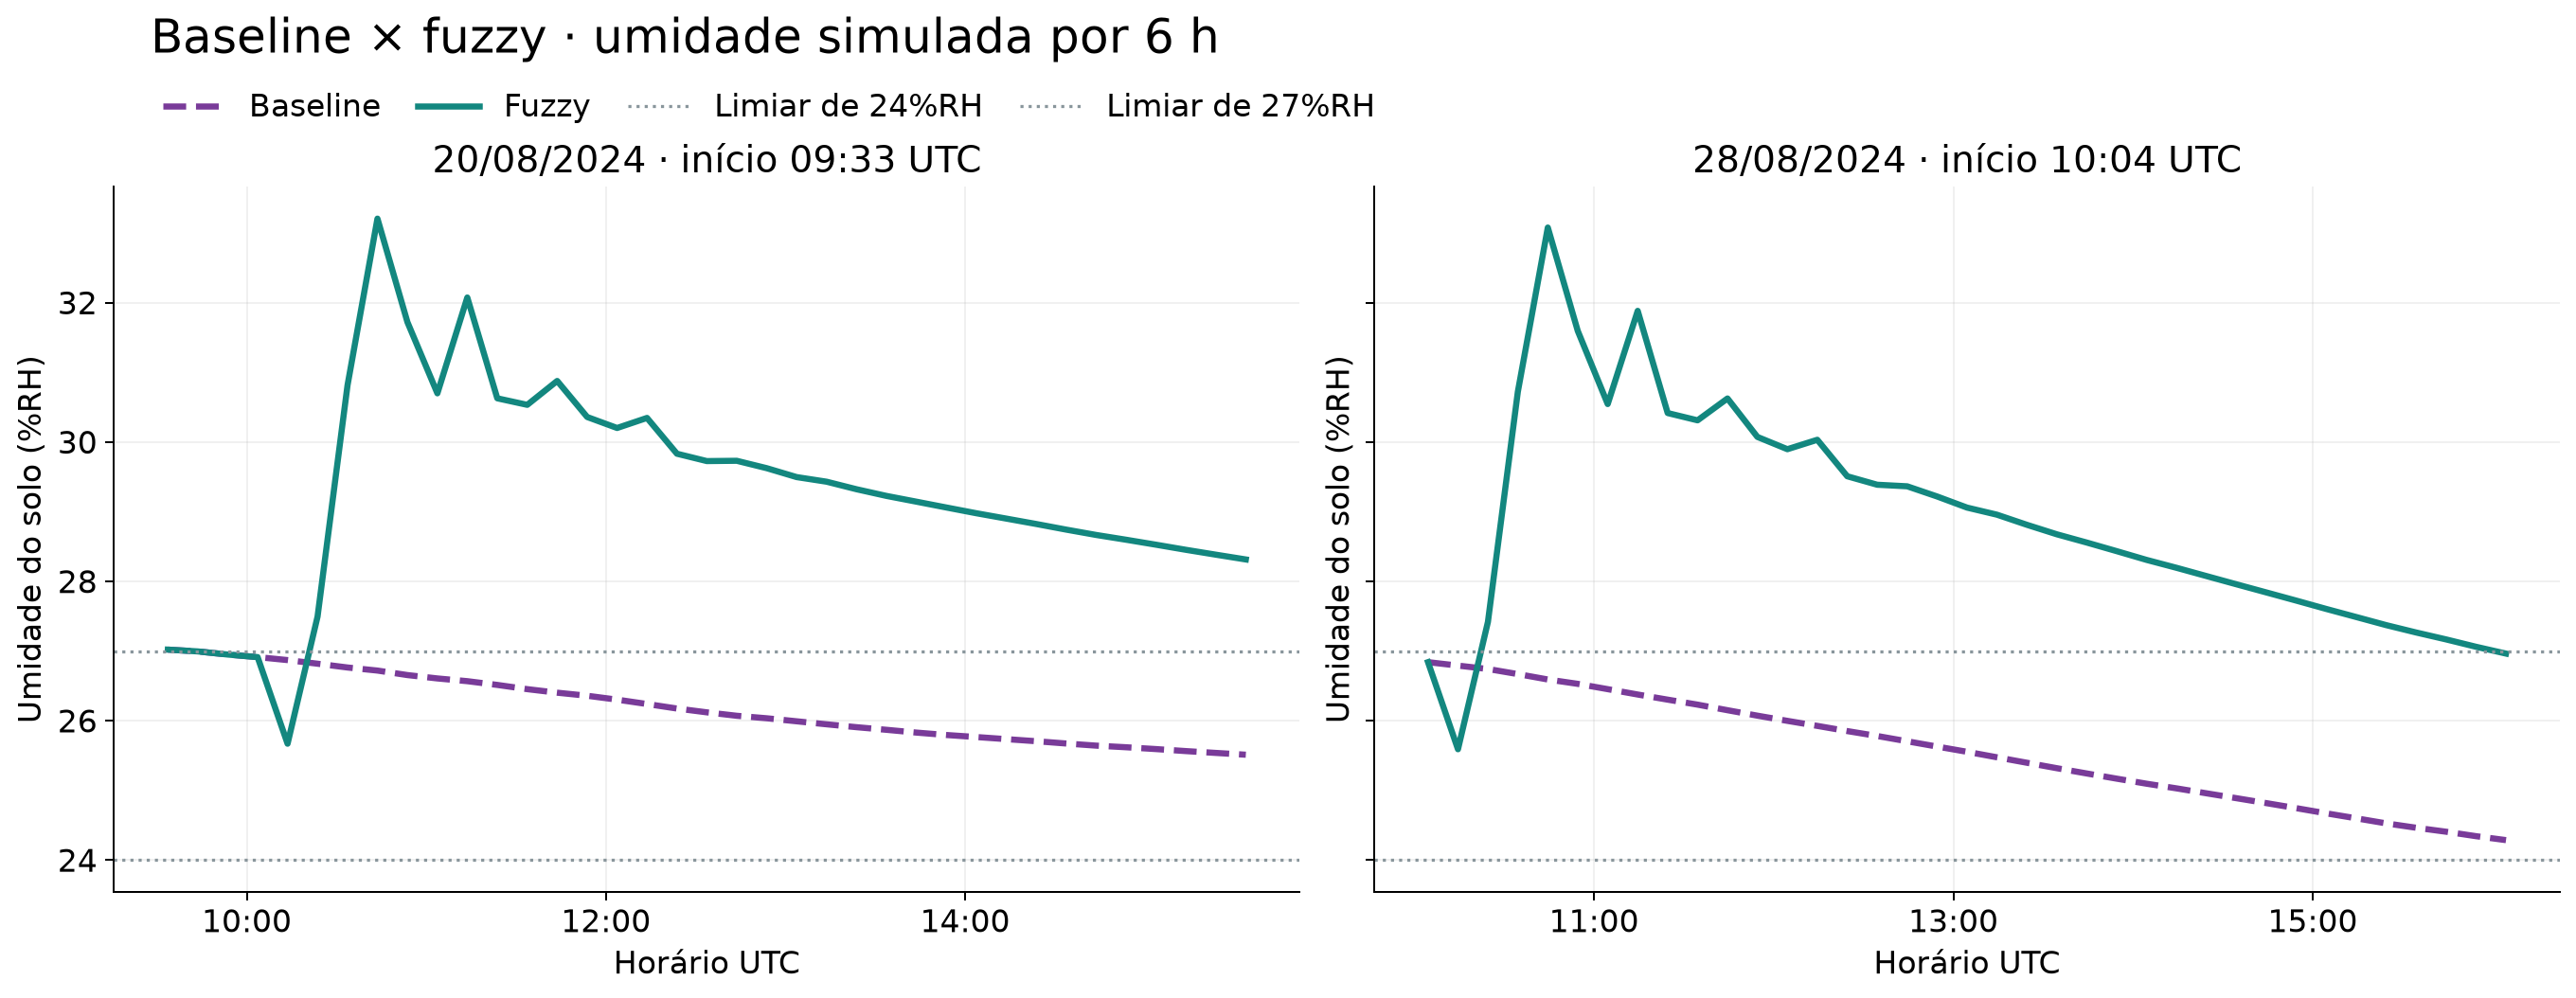 Baseline × fuzzy · umidade simulada por 6 h
Baseline Fuzzy Limiar de 24%RH Limiar de 27%RH
20/08/2024 · início 09:33 UTC
Umidade do solo (%RH)
32
30
28
26
24
10:00 12:00 14:00
Horário UTC
28/08/2024 · início 10:04 UTC
Umidade do solo (%RH)
11:00 13:00 15:00
Horário UTC